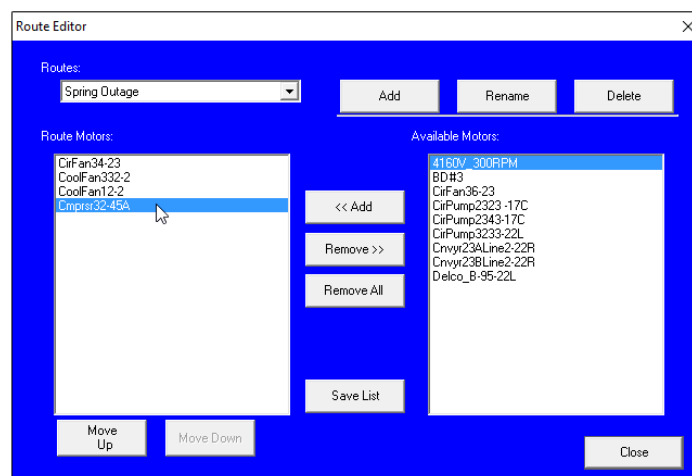 Route Editor
Routes:
Spring Outage
Add
Rename
Delete
Route Motors:
Available Motors:
CirFan34-23
CoolFan332-2
CoolFan12-2
Cmprsr32-45A
<< Add
Remove >>
Remove All
Save List
4160V_300RPM
BD#3
CirFan36-23
CirPump2323 -17C
CirPump2343-17C
CirPump3233-22L
Cnvyr23ALine2-22R
Cnvyr23BLine2-22R
Delco_B-95-22L
Move
Up
Move Down
Close